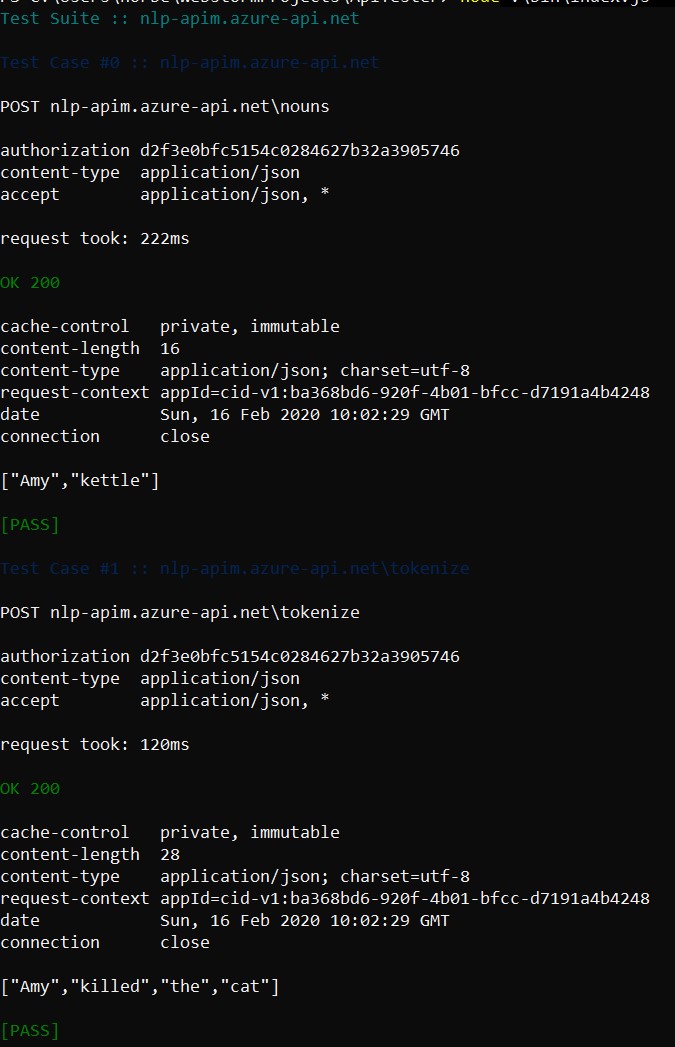 Test Suite :: nlp-apim.azure-api.net
Test Case #0 :: nlp-apim.azure-api.net
POST nlp-apim.azure-api.net\nouns
authorization d2f3e0bfc5154c0284627b32a3905746
content-type application/json
accept application/json, *
request took: 222ms
OK 200
cache-control private, immutable
content-length 16
content-type application/json; charset=utf-8
request-context appId=cid-v1:ba368bd6-920f-4b01-bfcc-d7191a4b4248
date Sun, 16 Feb 2020 10:02:29 GMT
connection close
["Amy","kettle"]
[PASS]
Test Case #1 :: nlp-apim.azure-api.net\tokenize
POST nlp-apim.azure-api.net\tokenize
authorization d2f3e0bfc5154c0284627b32a3905746
content-type application/json
accept application/json, *
request took: 120ms
OK 200
cache-control private, immutable
content-length 28
content-type application/json; charset=utf-8
request-context appId=cid-v1:ba368bd6-920f-4b01-bfcc-d7191a4b4248
date Sun, 16 Feb 2020 10:02:29 GMT
connection close
["Amy","killed","the","cat"]
[PASS]